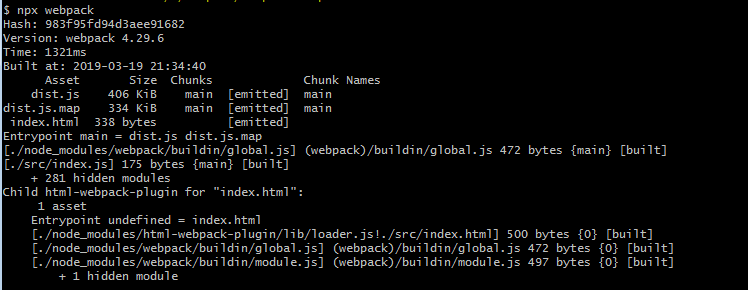 $ npx webpack
Hash: 983f95fd94d3aee91682
Version: webpack 4.29.6
Time: 1321ms
Built at: 2019-03-19 21:34:40
Asset Size Chunks Chunk Names
dist.js 406 KiB main [emitted] main
dist.js.map 334 KiB main [emitted] main
index.html 338 bytes [emitted]
Entrypoint main = dist.js dist.js.map
[./node_modules/webpack/buildin/global.js] (webpack)/buildin/global.js 472 bytes {main} [built]
[./src/index.js] 175 bytes {main} [built]
+ 281 hidden modules
Child html-webpack-plugin for "index.html":
1 asset
Entrypoint undefined = index.html
[./node_modules/html-webpack-plugin/lib/loader.js!./src/index.html] 500 bytes {0} [built]
[./node_modules/webpack/buildin/global.js] (webpack)/buildin/global.js 472 bytes {0} [built]
[./node_modules/webpack/buildin/module.js] (webpack)/buildin/module.js 497 bytes {0} [built]
+ 1 hidden module